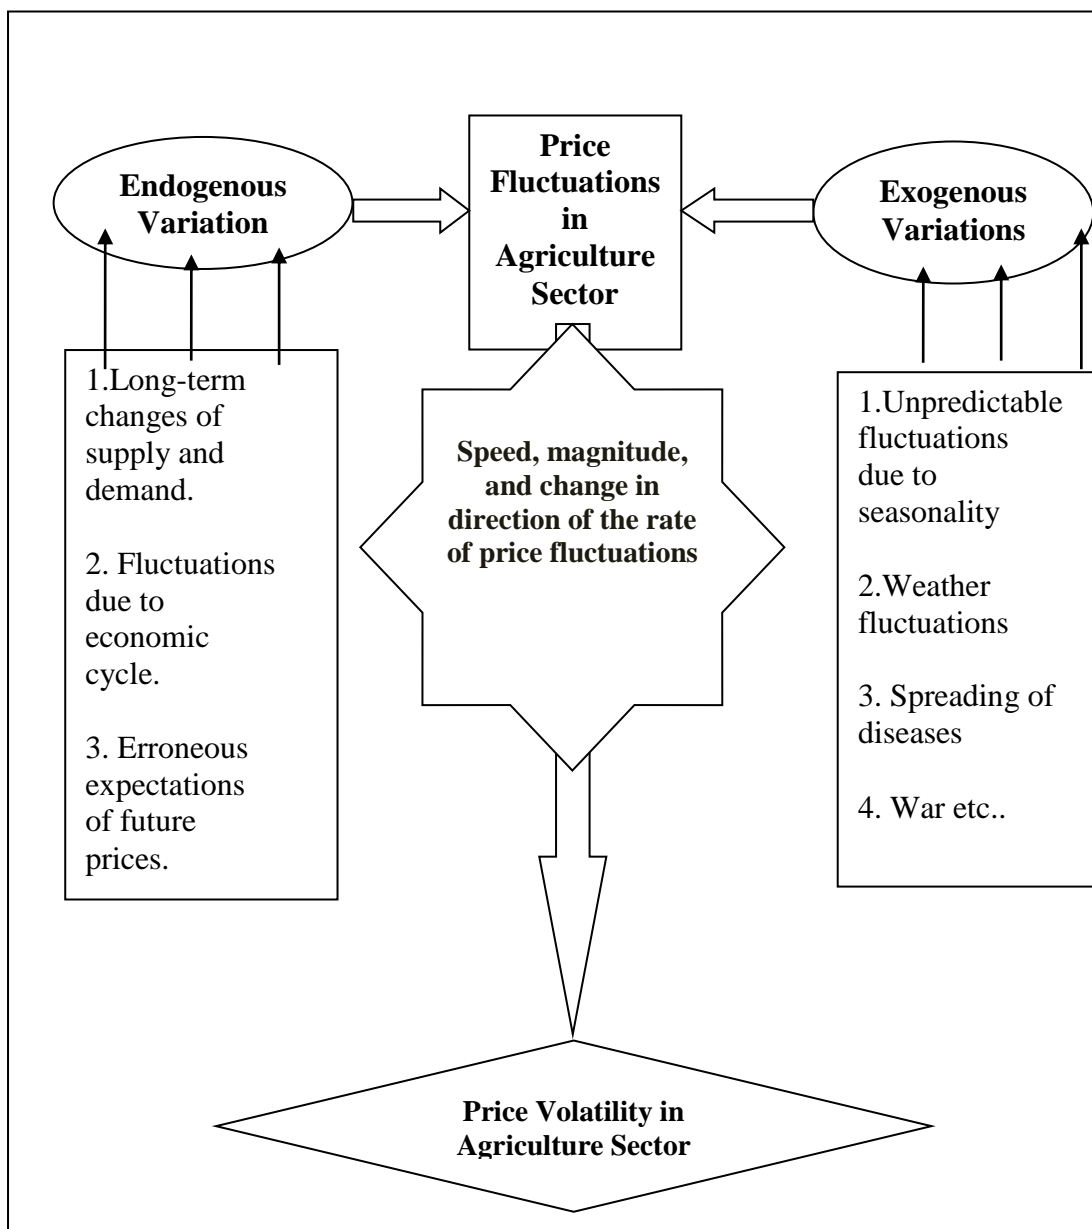 Endogenous
Variation
Price
Fluctuations
in
Agriculture
Sector
Exogenous
Variations
1.Long-term
changes of
supply and
demand.
2. Fluctuations
due to
economic
cycle.
3. Erroneous
expectations
of future
prices.
Speed, magnitude,
and change in
direction of the rate
of price fluctuations
1.Unpredictable
fluctuations
due to
seasonality
2.Weather
fluctuations
3. Spreading of
diseases
4. War etc..
Price Volatility in
Agriculture Sector